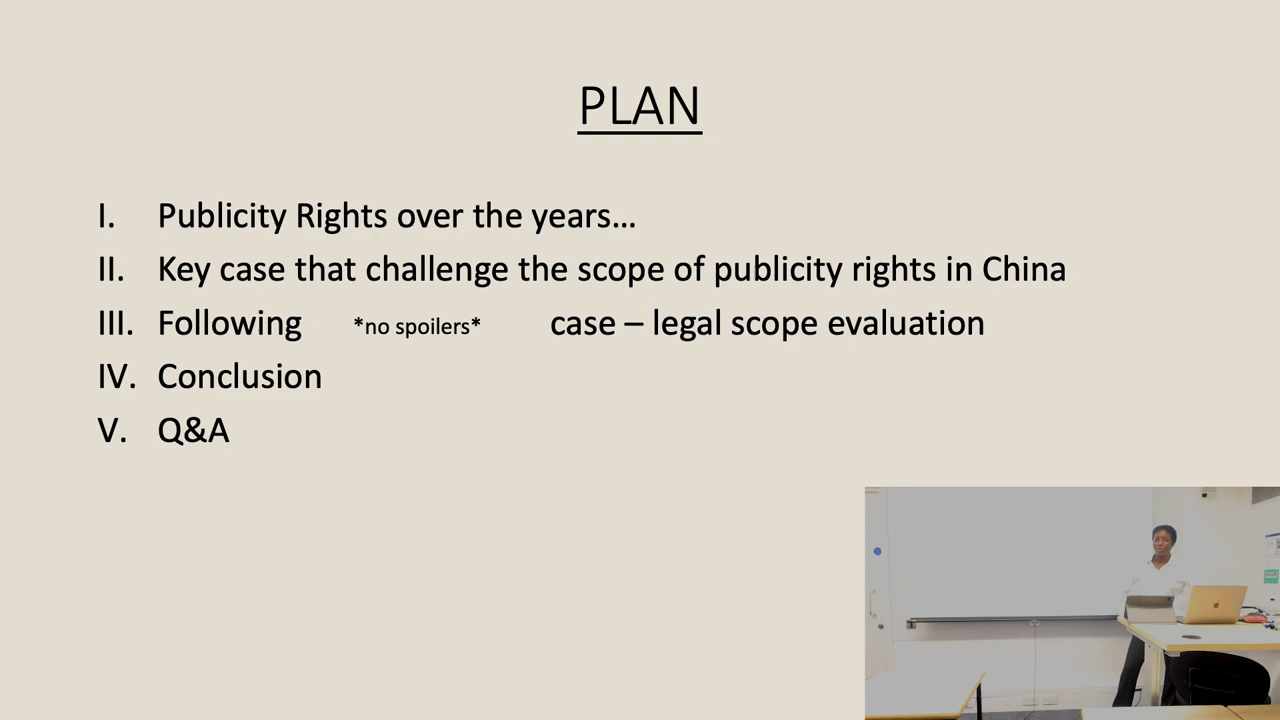 PLAN
I. Publicity Rights over the years...
II. Key case that challenge the scope of publicity rights in China
III. Following *no spoilers* case – legal scope evaluation
IV. Conclusion
V. Q&A